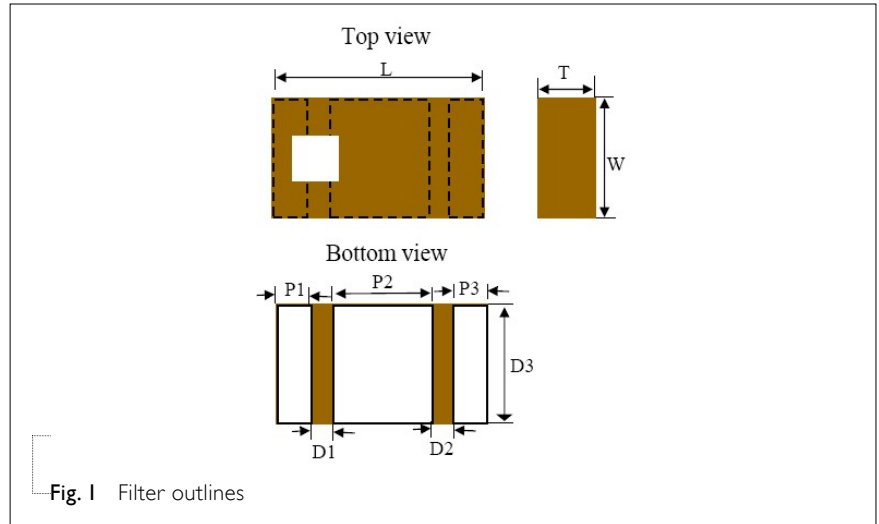 Top view
L
T
W
Bottom view
P1
P2
P3
D3
D1
D2
Fig. 1 Filter outlines